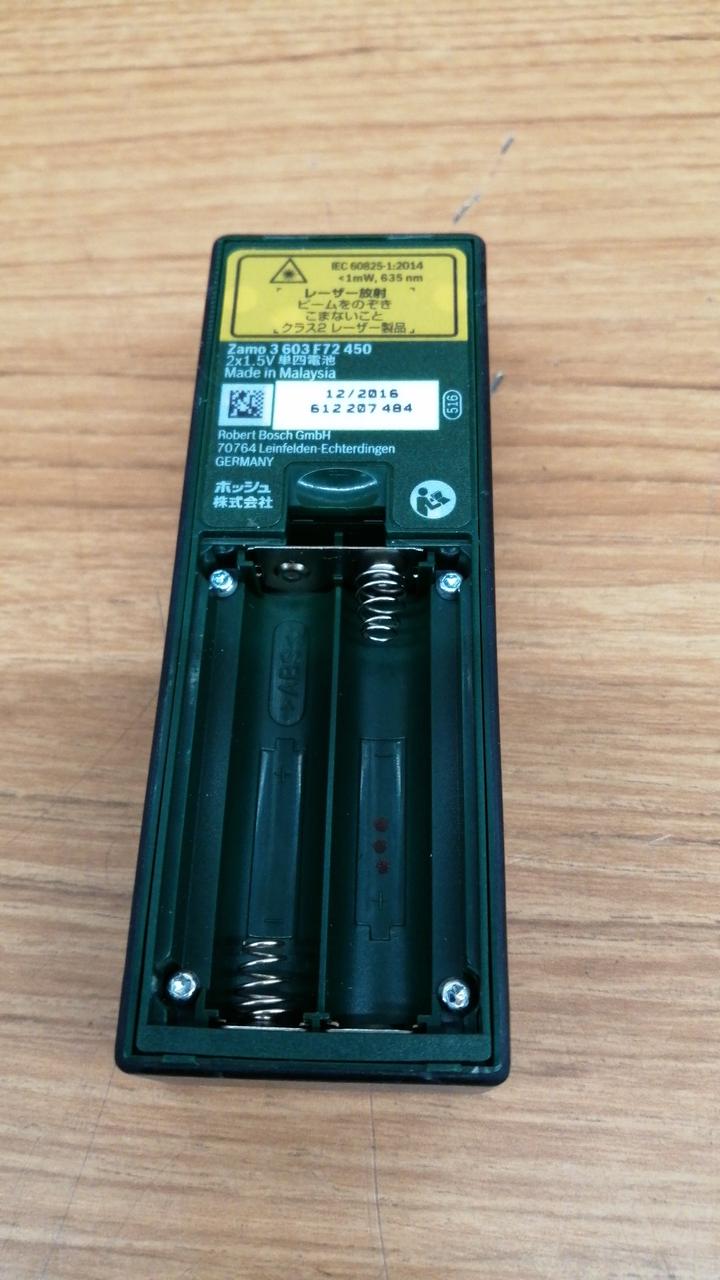 IEC 60825-1:2014
<1mW, 635 nm
レーザー放射
ビームをのぞき
こまないこと
クラス2 レーザー製品
Zamo 3 603 F72 450
2x1.5V 単四電池
Made in Malaysia
12/2016
612 207 484
516
Robert Bosch GmbH
70764 Leinfelden-Echterdingen
GERMANY
ボッシュ
株式会社
>ABS<
+
-
-
+